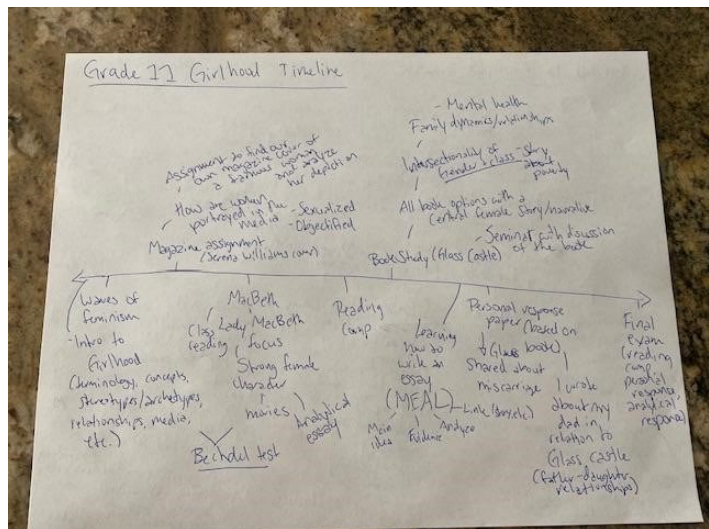 Grade 11 Girlhood Timeline
Assignment to find our
own magazine cover of
a famous woman
and analyze
her depiction
How are women
portrayed in the
media
- Sexualized
- Objectified
Magazine assignment
(Serena Williams cover)
- Mental health
Family dynamics/relationships
Intersectionality of
gender & class - Story
about
poverty
All book options with a
central female story/narrative
- Seminar with discussion
of the book
Book Study (Glass Castle)
Waves of
feminism
- Intro to
Girlhood
(terminology, concepts,
stereotypes/archetypes,
relationships, media,
etc.)
MacBeth
Class
reading
Lady MacBeth
focus
Strong female
character
movies
Bechdel test
Analytical
essay
Reading
comp
Learning
how to
write an
essay
(MEAL)
Main
idea
Evidence
Analyze
Link
Personal response
paper (based on
Glass
book)
Shared about
miscarriage
I wrote
about my
dad in
relation to
Glass castle
(father-daughter
relationships)
Final
exam
(reading
comp,
personal
response,
analytical
response)